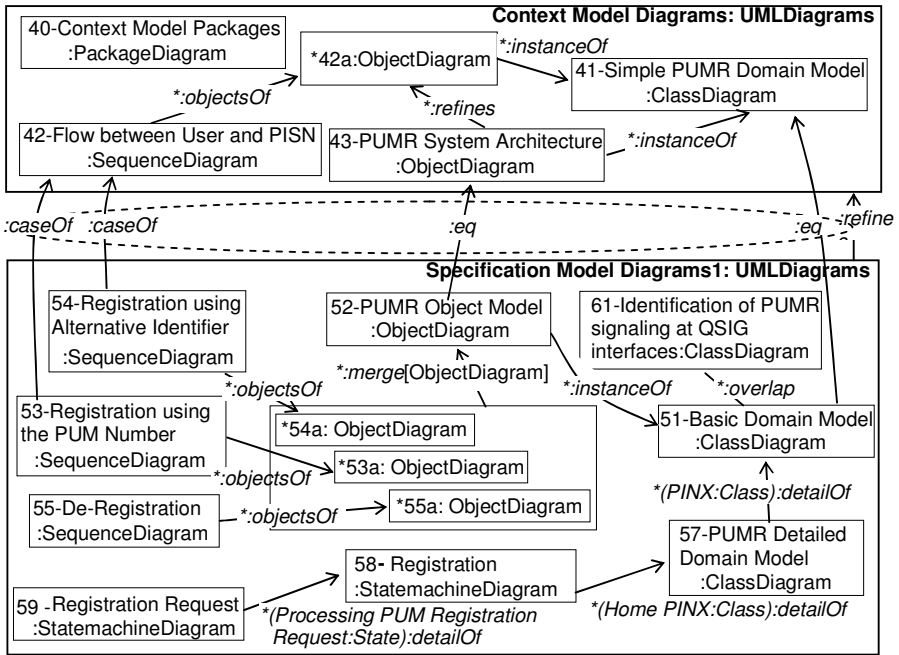 Context Model Diagrams: UMLDiagrams
40-Context Model Packages
:PackageDiagram
*42a:ObjectDiagram
*:instanceOf
41-Simple PUMR Domain Model
:ClassDiagram
*:objectsOf
*:refines
42-Flow between User and PISN
:SequenceDiagram
43-PUMR System Architecture
:ObjectDiagram
*:instanceOf
:caseOf
:caseOf
:eq
:eq
:refine
Specification Model Diagrams1: UMLDiagrams
54-Registration using
Alternative Identifier
:SequenceDiagram
52-PUMR Object Model
:ObjectDiagram
61-Identification of PUMR
signaling at QSIG
interfaces:ClassDiagram
*:objectsOf
*:merge[ObjectDiagram]
*:instanceOf
*:overlap
53-Registration using
the PUM Number
:SequenceDiagram
*54a: ObjectDiagram
51-Basic Domain Model
:ClassDiagram
*53a: ObjectDiagram
*:objectsOf
*(PINX:Class):detailOf
55-De-Registration
:SequenceDiagram
*:objectsOf
*55a: ObjectDiagram
57-PUMR Detailed
Domain Model
:ClassDiagram
58- Registration
:StatemachineDiagram
59 -Registration Request
:StatemachineDiagram
*(Processing PUM Registration
Request:State):detailOf
*(Home PINX:Class):detailOf